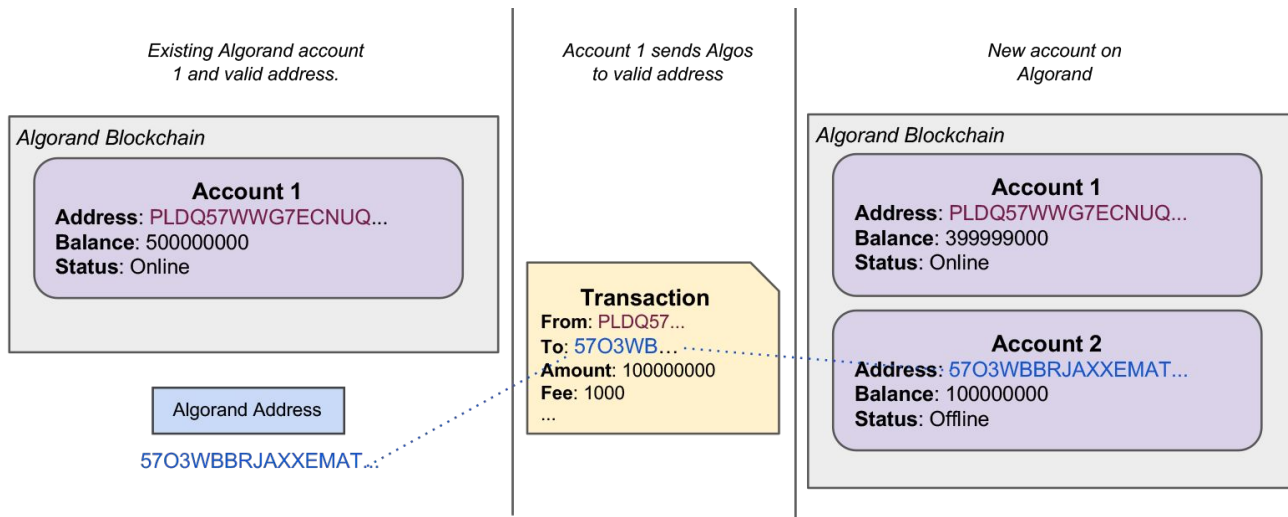 Existing Algorand account
1 and valid address.
Algorand Blockchain
Account 1
Address: PLDQ57WWG7ECNUQ...
Balance: 500000000
Status: Online
Algorand Address
57O3WBBRJAXXEMAT...
Account 1 sends Algos
to valid address
Transaction
From: PLDQ57...
To: 57O3WB...
Amount: 100000000
Fee: 1000
...
New account on
Algorand
Algorand Blockchain
Account 1
Address: PLDQ57WWG7ECNUQ...
Balance: 399999000
Status: Online
Account 2
Address: 57O3WBBRJAXXEMAT...
Balance: 100000000
Status: Offline